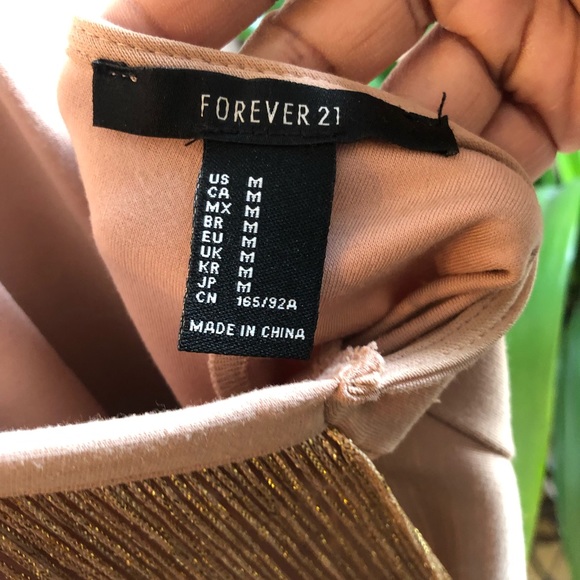 FOREVER 21
US M
CA M
MX M
BR M
EU M
UK M
KR M
JP M
CN 165/92A
MADE IN CHINA